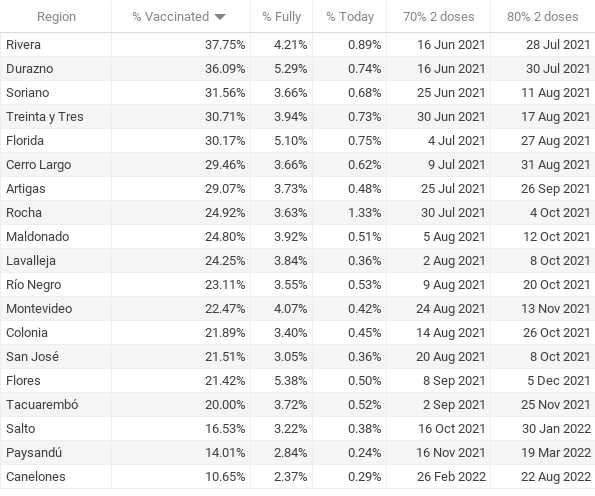 Region % Vaccinated % Fully % Today 70% 2 doses 80% 2 doses
Rivera 37.75% 4.21% 0.89% 16 Jun 2021 28 Jul 2021
Durazno 36.09% 5.29% 0.74% 16 Jun 2021 30 Jul 2021
Soriano 31.56% 3.66% 0.68% 25 Jun 2021 11 Aug 2021
Treinta y Tres 30.71% 3.94% 0.73% 30 Jun 2021 17 Aug 2021
Florida 30.17% 5.10% 0.75% 4 Jul 2021 27 Aug 2021
Cerro Largo 29.46% 3.66% 0.62% 9 Jul 2021 31 Aug 2021
Artigas 29.07% 3.73% 0.48% 25 Jul 2021 26 Sep 2021
Rocha 24.92% 3.63% 1.33% 30 Jul 2021 4 Oct 2021
Maldonado 24.80% 3.92% 0.51% 5 Aug 2021 12 Oct 2021
Lavalleja 24.25% 3.84% 0.36% 2 Aug 2021 8 Oct 2021
Río Negro 23.11% 3.55% 0.53% 9 Aug 2021 20 Oct 2021
Montevideo 22.47% 4.07% 0.42% 24 Aug 2021 13 Nov 2021
Colonia 21.89% 3.40% 0.45% 14 Aug 2021 26 Oct 2021
San José 21.51% 3.05% 0.36% 20 Aug 2021 8 Oct 2021
Flores 21.42% 5.38% 0.50% 8 Sep 2021 5 Dec 2021
Tacuarembó 20.00% 3.72% 0.52% 2 Sep 2021 25 Nov 2021
Salto 16.53% 3.22% 0.38% 16 Oct 2021 30 Jan 2022
Paysandú 14.01% 2.84% 0.24% 16 Nov 2021 19 Mar 2022
Canelones 10.65% 2.37% 0.29% 26 Feb 2022 22 Aug 2022